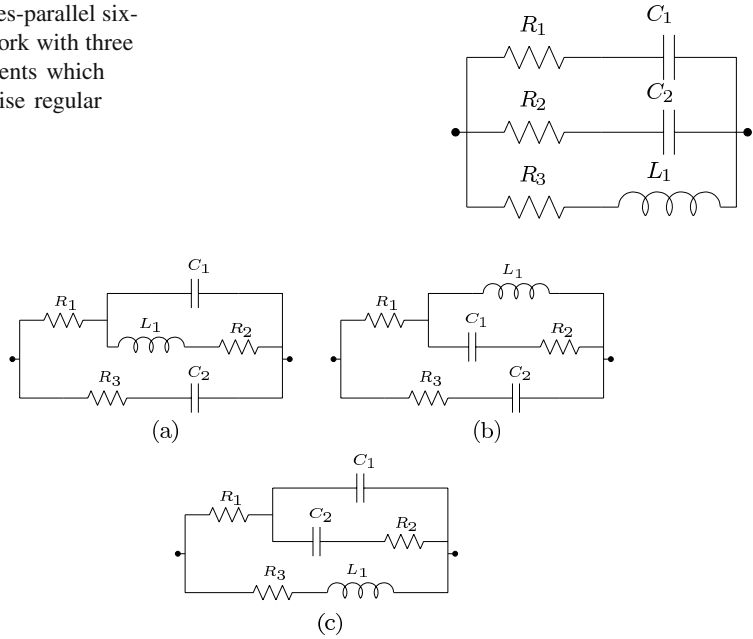 es-parallel six-
ork with three
ents which
ise regular
R1
C1
R2
C2
R3
L1
C1
R1
L1
R2
R3
C2
(a)
L1
R1
C1
R2
R3
C2
(b)
C1
R1
C2
R2
R3
L1
(c)